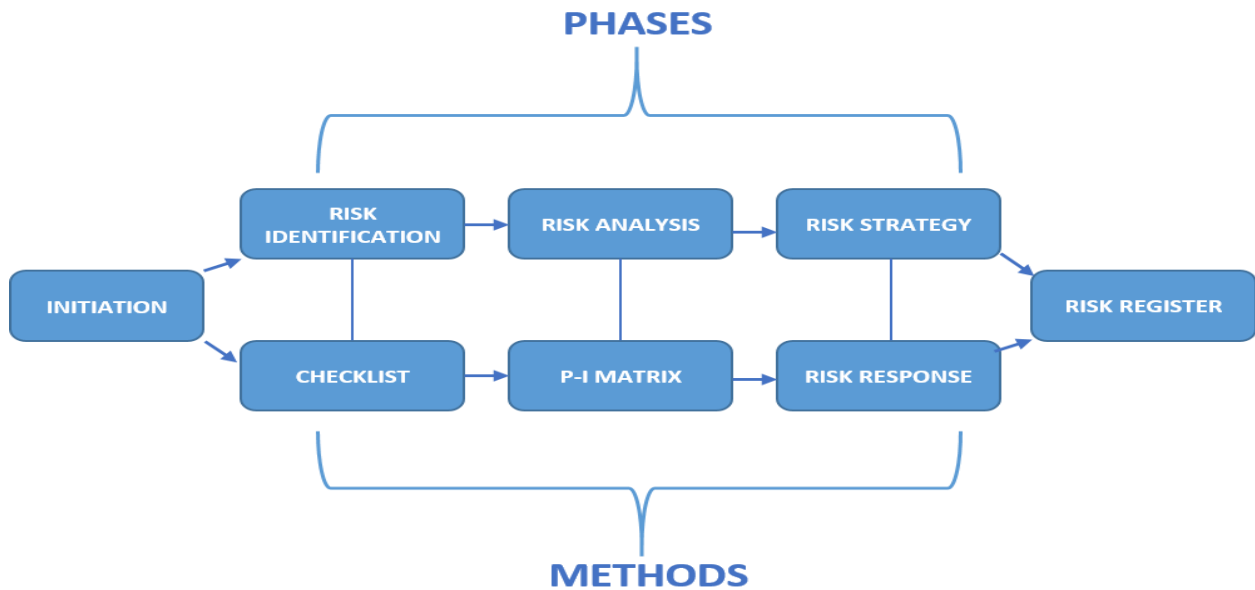 PHASES
RISK
IDENTIFICATION
RISK ANALYSIS
RISK STRATEGY
INITIATION
RISK REGISTER
CHECKLIST
P-I MATRIX
RISK RESPONSE
METHODS